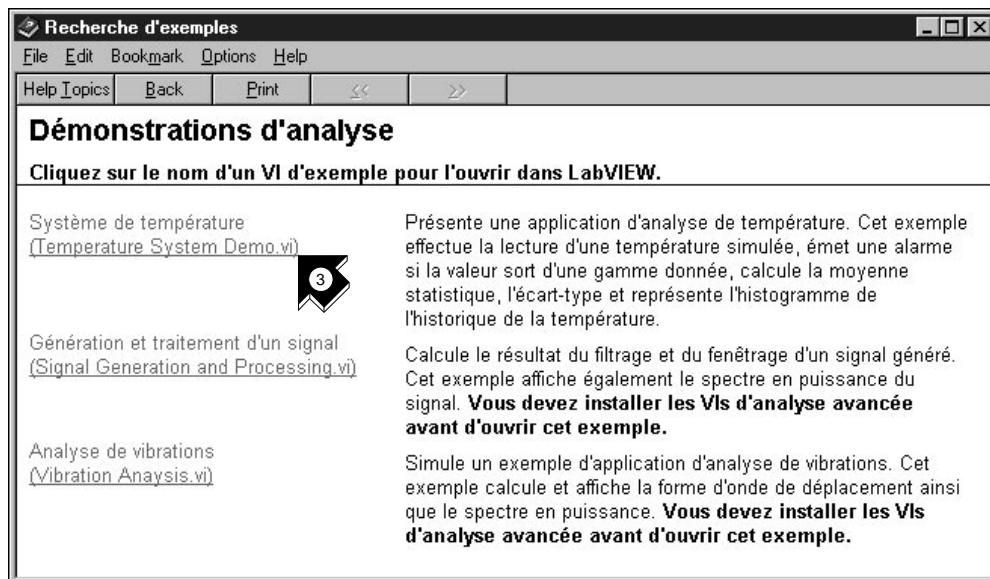 Recherche d'exemples
File Edit Bookmark Options Help
Help Topics Back Print << >>
Démonstrations d'analyse
Cliquez sur le nom d'un VI d'exemple pour l'ouvrir dans LabVIEW.
Système de température
(Temperature System Demo.vi)
3
Présente une application d'analyse de température. Cet exemple
effectue la lecture d'une température simulée, émet une alarme
si la valeur sort d'une gamme donnée, calcule la moyenne
statistique, l'écart-type et représente l'histogramme de
l'historique de la température.
Génération et traitement d'un signal
(Signal Generation and Processing.vi)
Calcule le résultat du filtrage et du fenêtrage d'un signal généré.
Cet exemple affiche également le spectre en puissance du
signal. Vous devez installer les VIs d'analyse avancée
avant d'ouvrir cet exemple.
Analyse de vibrations
(Vibration Anaysis.vi)
Simule un exemple d'application d'analyse de vibrations. Cet
exemple calcule et affiche la forme d'onde de déplacement ainsi
que le spectre en puissance. Vous devez installer les VIs
d'analyse avancée avant d'ouvrir cet exemple.